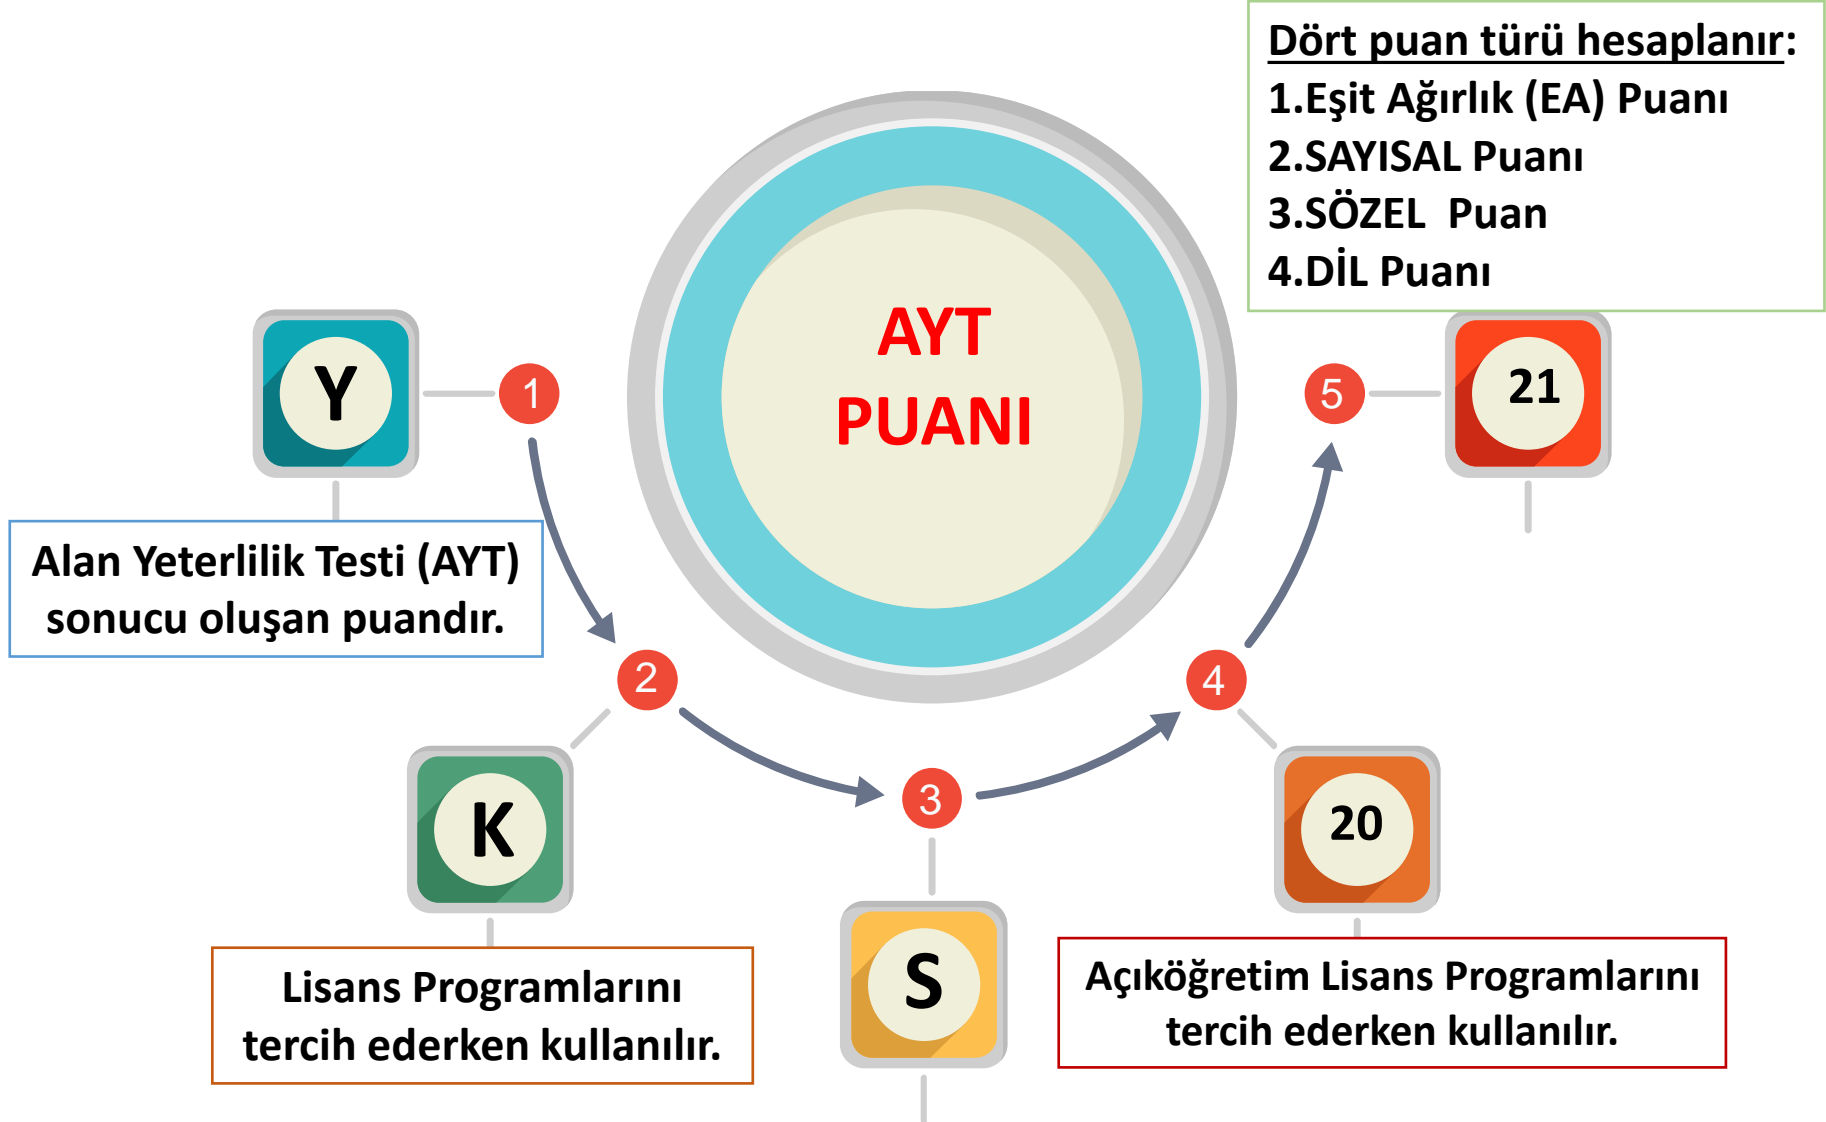 Dört puan türü hesaplanır:
1.Eşit Ağırlık (EA) Puanı
2.SAYISAL Puanı
3.SÖZEL  Puan
4.DİL Puanı
AYT
PUANI
Y
1
5
21
Alan Yeterlilik Testi (AYT)
sonucu oluşan puandır.
2
4
3
K
20
S
Lisans Programlarını
tercih ederken kullanılır.
Açıköğretim Lisans Programlarını
tercih ederken kullanılır.